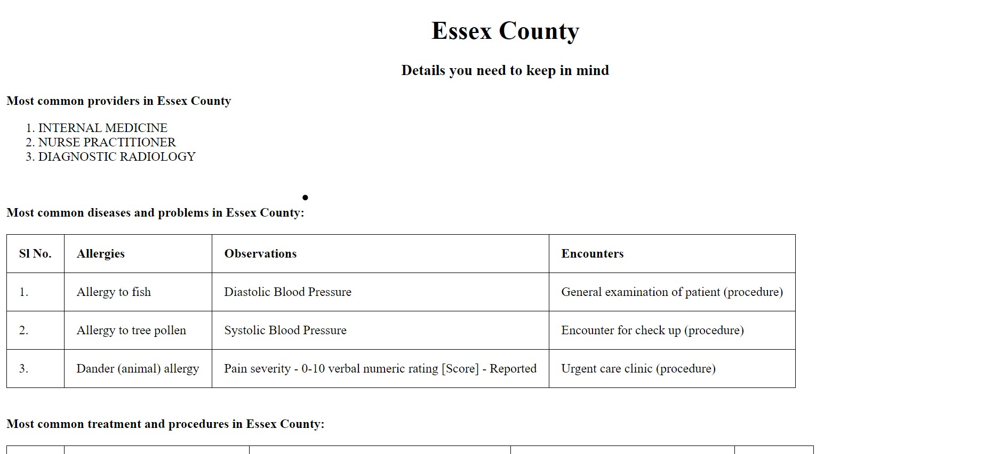 Essex County
Details you need to keep in mind
Most common providers in Essex County
1. INTERNAL MEDICINE
2. NURSE PRACTITIONER
3. DIAGNOSTIC RADIOLOGY
•
Most common diseases and problems in Essex County:
Sl No. Allergies Observations Encounters
1. Allergy to fish Diastolic Blood Pressure General examination of patient (procedure)
2. Allergy to tree pollen Systolic Blood Pressure Encounter for check up (procedure)
3. Dander (animal) allergy Pain severity - 0-10 verbal numeric rating [Score] - Reported Urgent care clinic (procedure)
Most common treatment and procedures in Essex County: